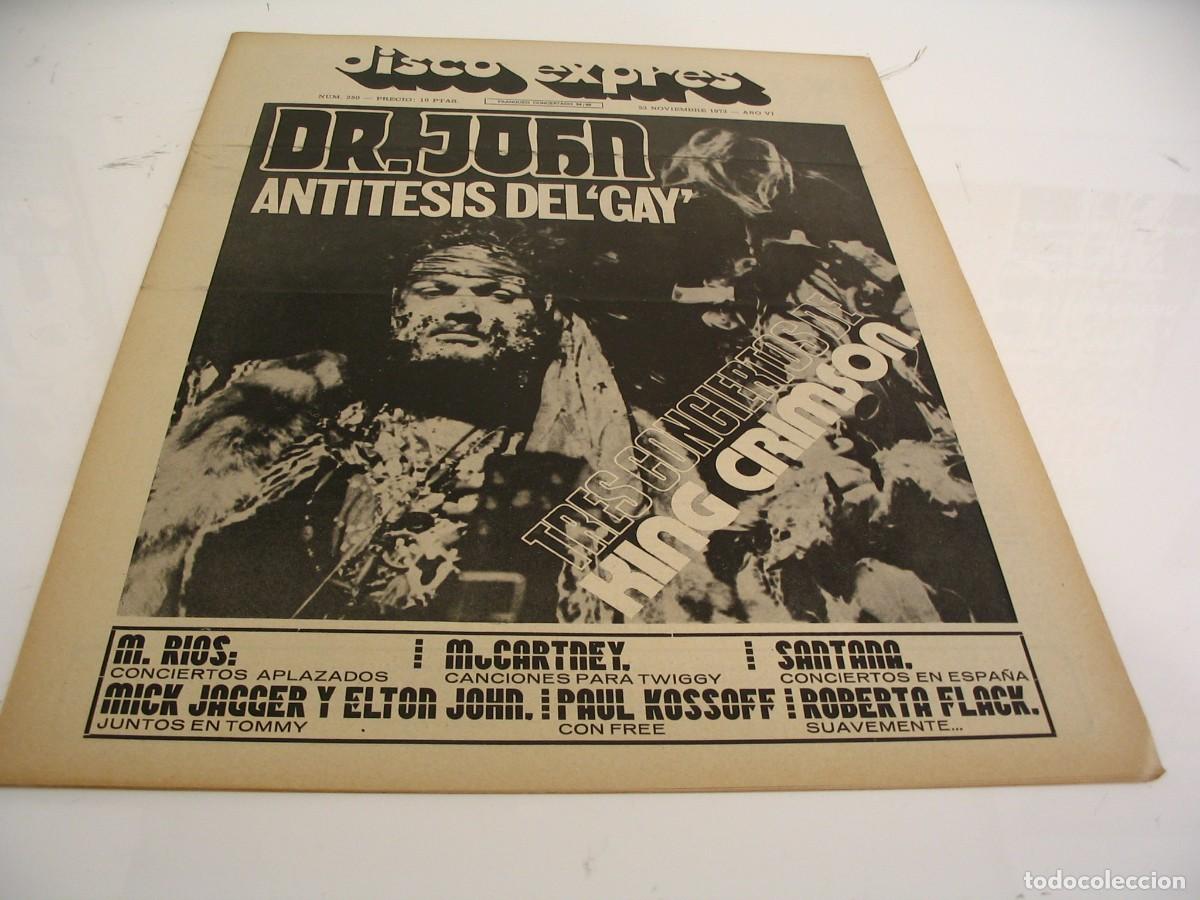 disco expres
NUM. 250 — PRECIO: 10 PTAS.
FRANQUEO CONCERTADO
23 NOVIEMBRE 1973 — AÑO VI
DR. JOHN
ANTITESIS DEL 'GAY'
TRES CONCIERTOS DE
KING CRIMSON
M. RIOS:
CONCIERTOS APLAZADOS
McCARTNEY.
CANCIONES PARA TWIGGY
SANTANA.
CONCIERTOS EN ESPAÑA
MICK JAGGER Y ELTON JOHN.
JUNTOS EN TOMMY
PAUL KOSSOFF
CON FREE
ROBERTA FLACK.
SUAVEMENTE...
todocoleccion